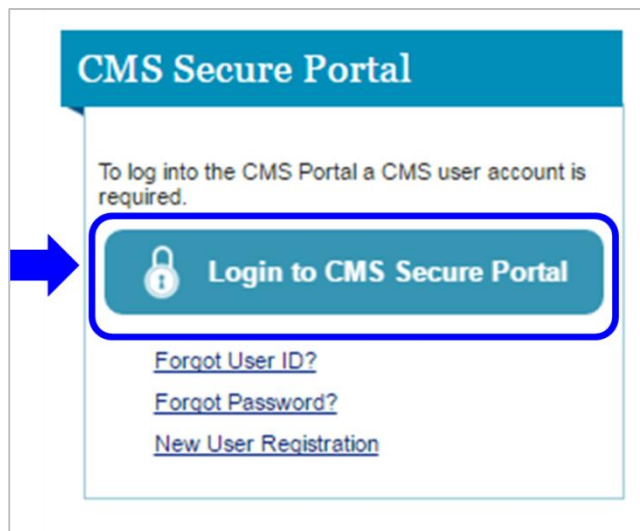 CMS Secure Portal
To log into the CMS Portal a CMS user account is
required.
Login to CMS Secure Portal
Forgot User ID?
Forgot Password?
New User Registration